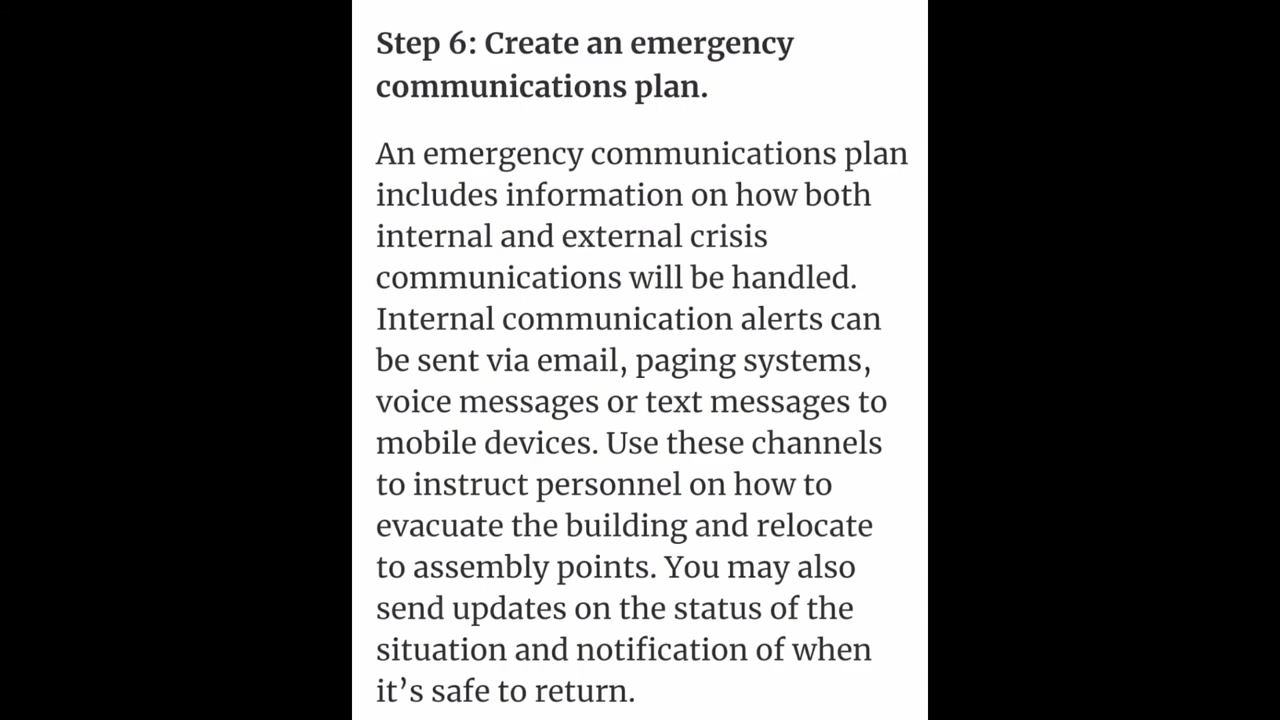 Step 6: Create an emergency
communications plan.
An emergency communications plan
includes information on how both
internal and external crisis
communications will be handled.
Internal communication alerts can
be sent via email, paging systems,
voice messages or text messages to
mobile devices. Use these channels
to instruct personnel on how to
evacuate the building and relocate
to assembly points. You may also
send updates on the status of the
situation and notification of when
it’s safe to return.